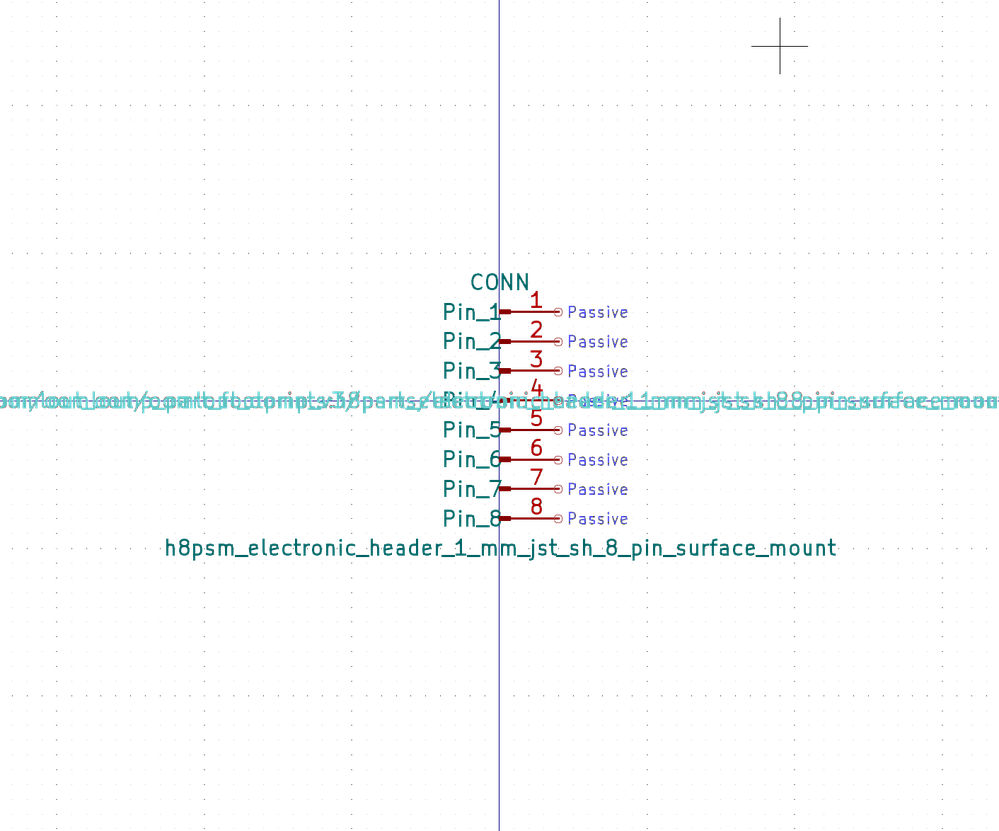 CONN
Pin_1 1 Passive
Pin_2 2 Passive
Pin_3 3 Passive
4
Pin_5 5 Passive
Pin_6 6 Passive
Pin_7 7 Passive
Pin_8 8 Passive
h8psm_electronic_header_1_mm_jst_sh_8_pin_surface_mount